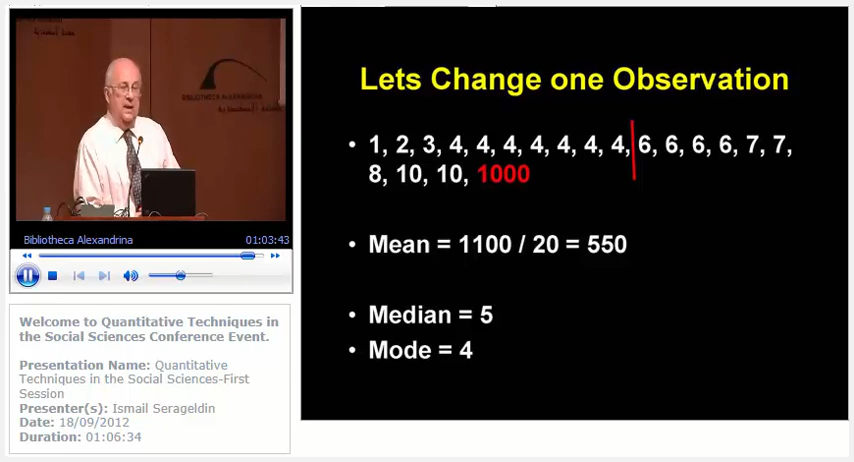 BIBLIOTHECA ALEXANDRINA
Bibliotheca Alexandrina 01:03:43
Welcome to Quantitative Techniques in
the Social Sciences Conference Event.
Presentation Name: Quantitative
Techniques in the Social Sciences-First
Session
Presenter(s): Ismail Serageldin
Date: 18/09/2012
Duration: 01:06:34
Lets Change one Observation
• 1, 2, 3, 4, 4, 4, 4, 4, 4, 4, 6, 6, 6, 6, 7, 7,
8, 10, 10, 1000
• Mean = 1100 / 20 = 550
• Median = 5
• Mode = 4